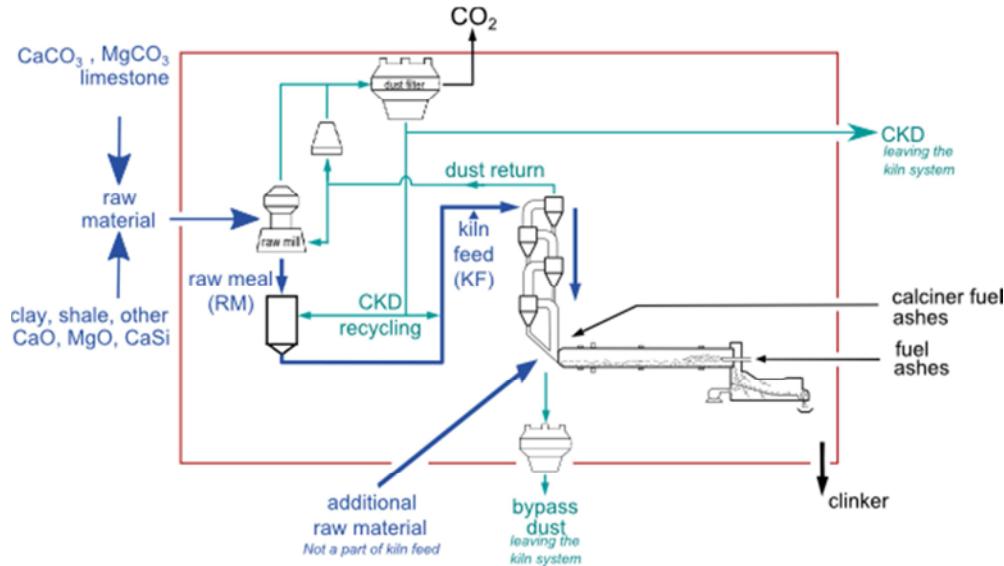 CO₂
CaCO₃ , MgCO₃
limestone
dust filter
CKD
leaving the
kiln system
dust return
raw
material
raw mill
kiln
feed
(KF)
raw meal
(RM)
CKD
recycling
clay, shale, other
CaO, MgO, CaSi
calciner fuel
ashes
fuel
ashes
additional
raw material
Not a part of kiln feed
bypass
dust
leaving the
kiln system
clinker